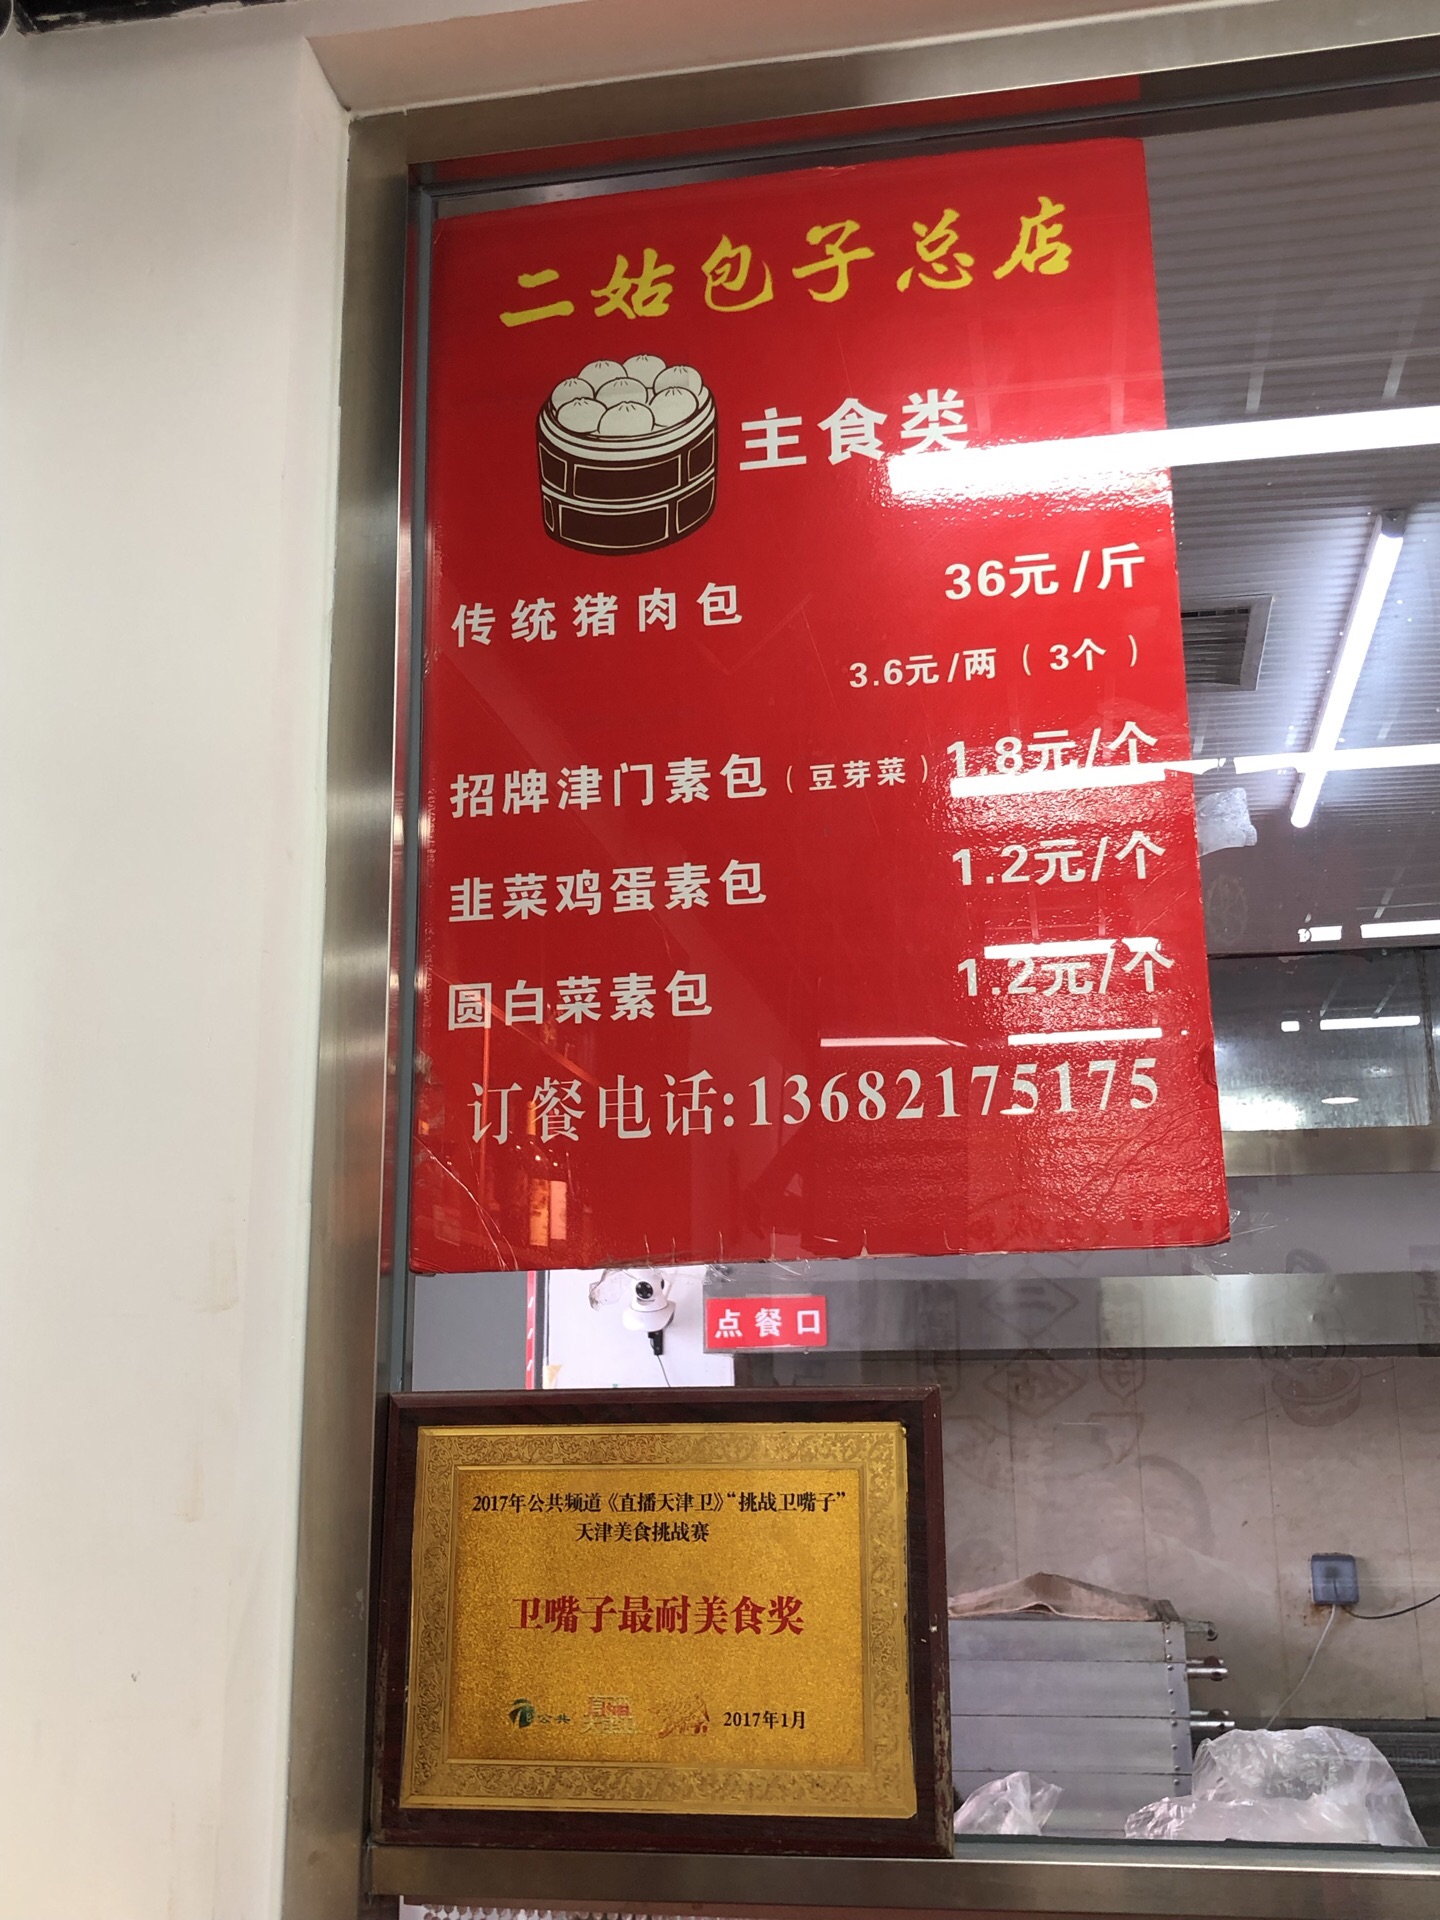 二姑包子总店
主食类
传统猪肉包 36元/斤
3.6元/两(3个)
招牌津门素包(豆芽菜) 1.8元/个
韭菜鸡蛋素包 1.2元/个
圆白菜素包 1.2元/个
订餐电话:13682175175
点餐口
2017年公共频道《直播天津卫》“挑战卫嘴子”
天津美食挑战赛
卫嘴子最耐美食奖
公共
2017年1月